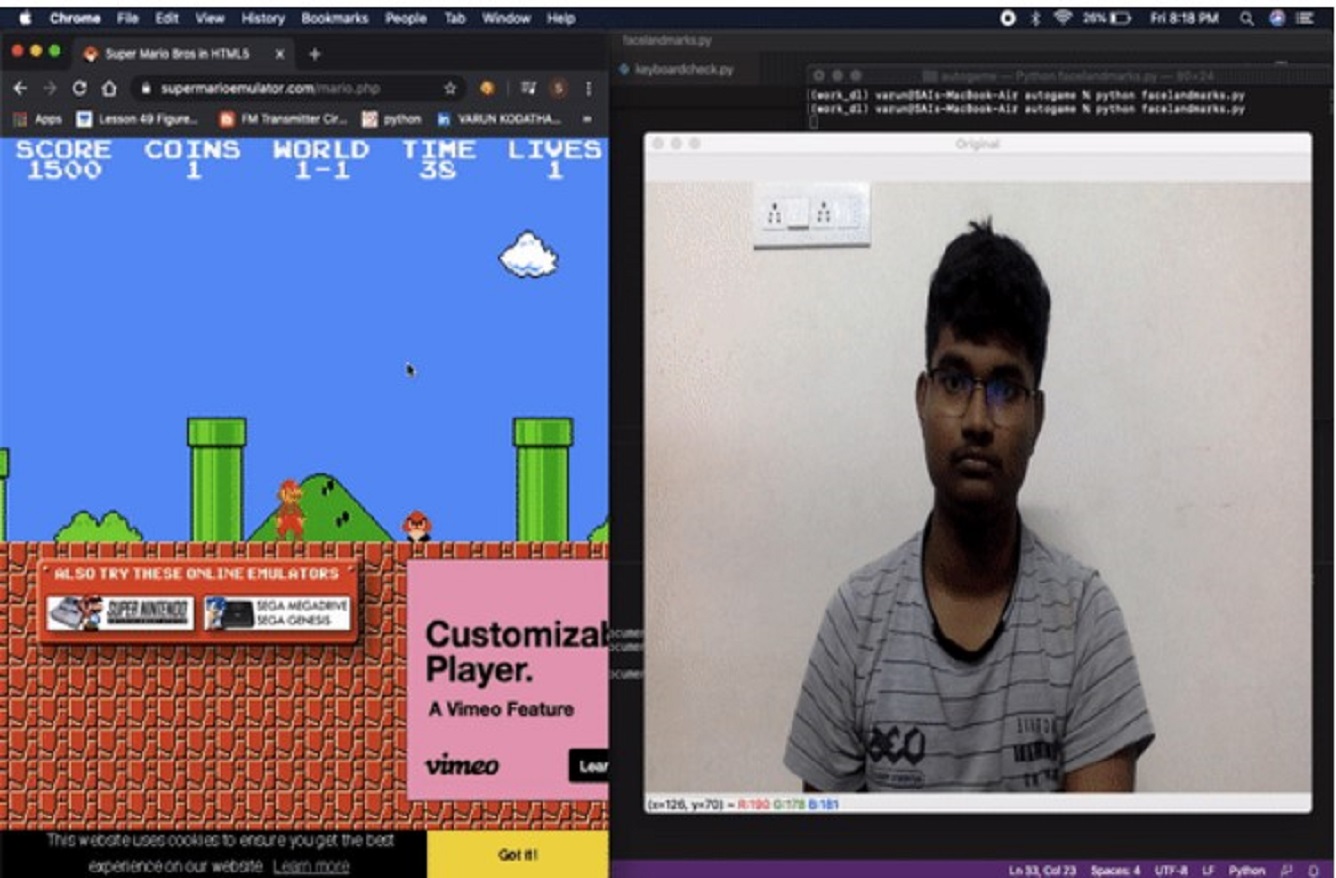 Chrome File Edit View History Bookmarks People Tab Window Help
26% Fri 8:18 PM
Super Mario Bros in HTML5
supermarioemulator.com/mario.php
S
Apps Lesson 49 Figure... FM Transmitter Cir... python VARUN KODATHA...
SCORE COINS WORLD TIME LIVES
1500 1 1-1 38 1
ALSO TRY THESE ONLINE EMULATORS
SUPER NINTENDO
SEGA MEGADRIVE
SEGA GENESIS
Customizab
Player.
A Vimeo Feature
vimeo
Lear
This website uses cookies to ensure you get the best
experience on our website. Learn more
Got it!
facelandmarks.py
keyboardcheck.py
autogame — Python facelandmarks.py — 80×24
(work_dl) varun@SAIs-MacBook-Air autogame % python facelandmarks.py
(work_dl) varun@SAIs-MacBook-Air autogame % python facelandmarks.py
Original
(x=126, y=70) ~ R:190 G:178 B:181
ocume
ocume
Ln 53, Col 23 Spaces: 4 UTF-8 LF Python